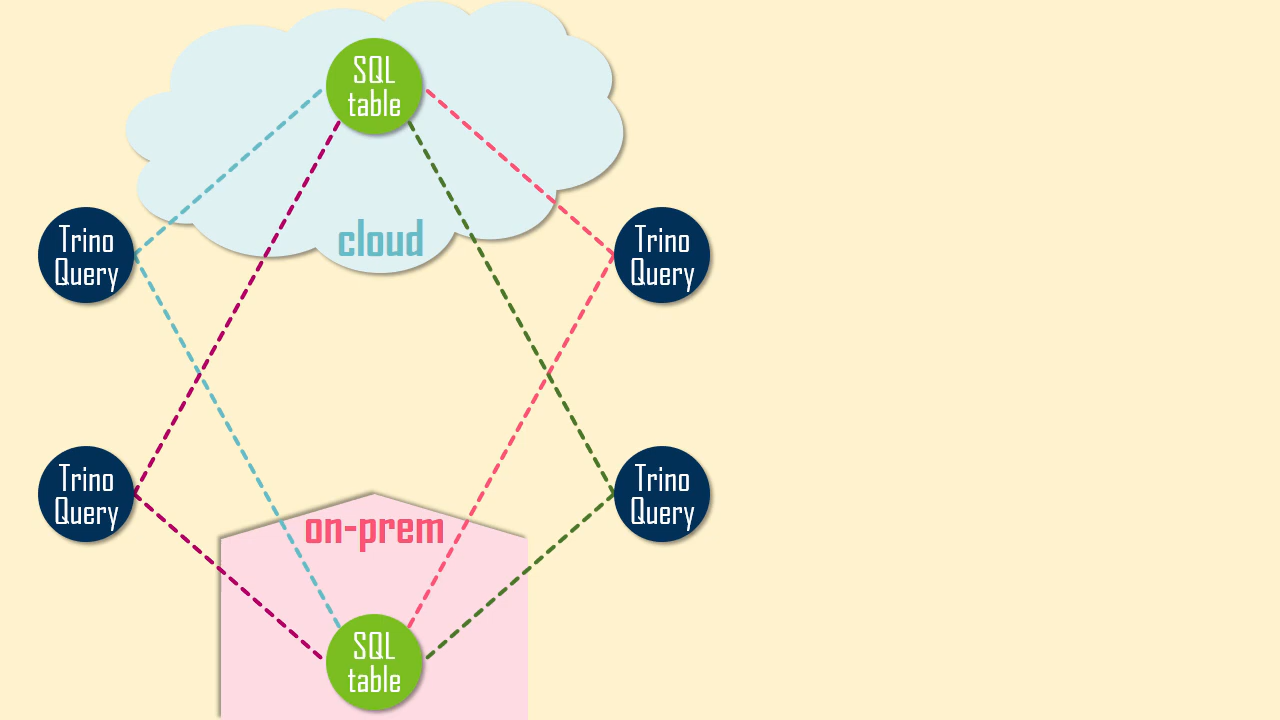 SQL
table
cloud
Trino
Query
Trino
Query
Trino
Query
Trino
Query
on-prem
SQL
table